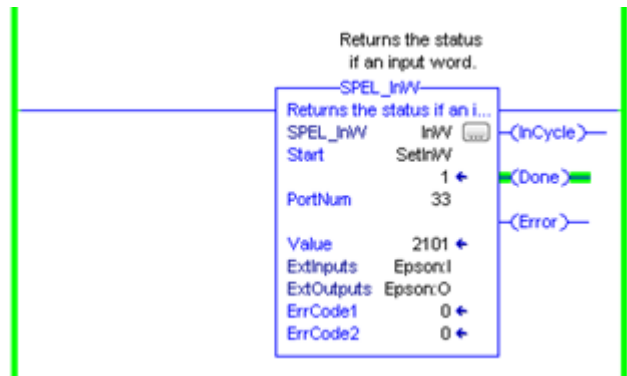 Returns the status
if an input word.
SPEL_InW
Returns the status if an i...
SPEL_InW InW ... (InCycle)
Start SetInW
1 (Done)
PortNum 33
(Error)
Value 2101
ExtInputs Epson:I
ExtOutputs Epson:O
ErrCode1 0
ErrCode2 0